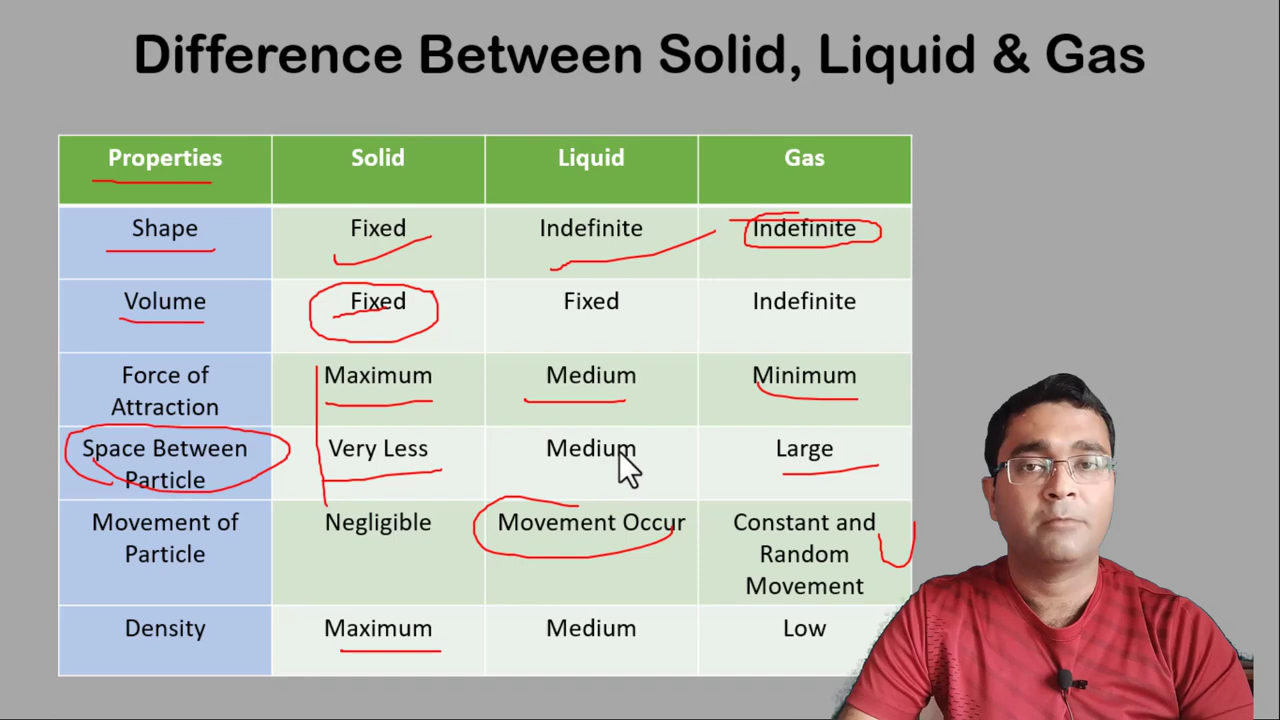 Difference Between Solid, Liquid & Gas
Properties Solid Liquid Gas
Shape Fixed Indefinite Indefinite
Volume Fixed Fixed Indefinite
Force of Attraction Maximum Medium Minimum
Space Between Particle Very Less Medium Large
Movement of Particle Negligible Movement Occur Constant and Random Movement
Density Maximum Medium Low